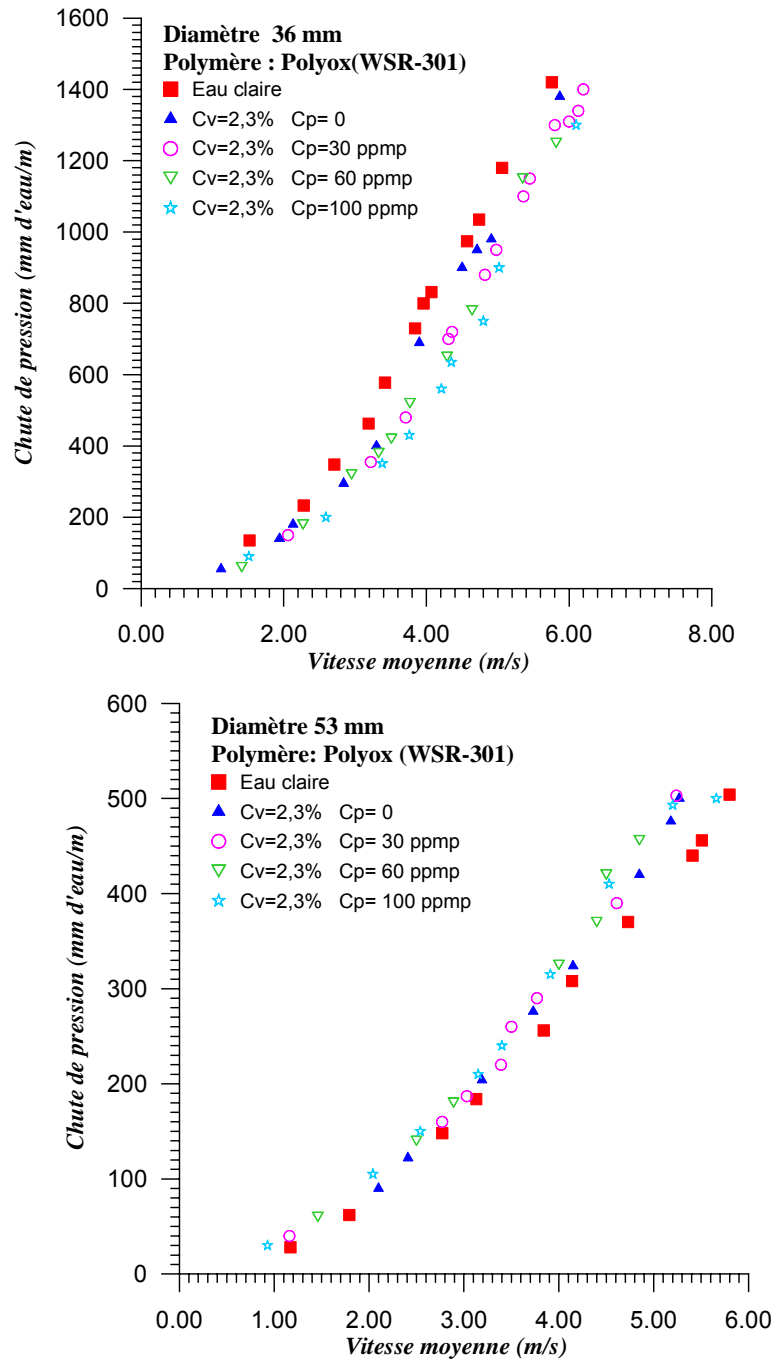 Diamètre 36 mm
Polymère : Polyox(WSR-301)
Eau claire
Cv=2,3% Cp= 0
Cv=2,3% Cp=30 ppmp
Cv=2,3% Cp= 60 ppmp
Cv=2,3% Cp=100 ppmp
1600
1400
1200
1000
800
600
400
200
0
Chute de pression (mm d'eau/m)
0.00 2.00 4.00 6.00 8.00
Vitesse moyenne (m/s)
Diamètre 53 mm
Polymère: Polyox (WSR-301)
Eau claire
Cv=2,3% Cp= 0
Cv=2,3% Cp= 30 ppmp
Cv=2,3% Cp= 60 ppmp
Cv=2,3% Cp= 100 ppmp
600
500
400
300
200
100
0
Chute de pression (mm d'eau/m)
0.00 1.00 2.00 3.00 4.00 5.00 6.00
Vitesse moyenne (m/s)